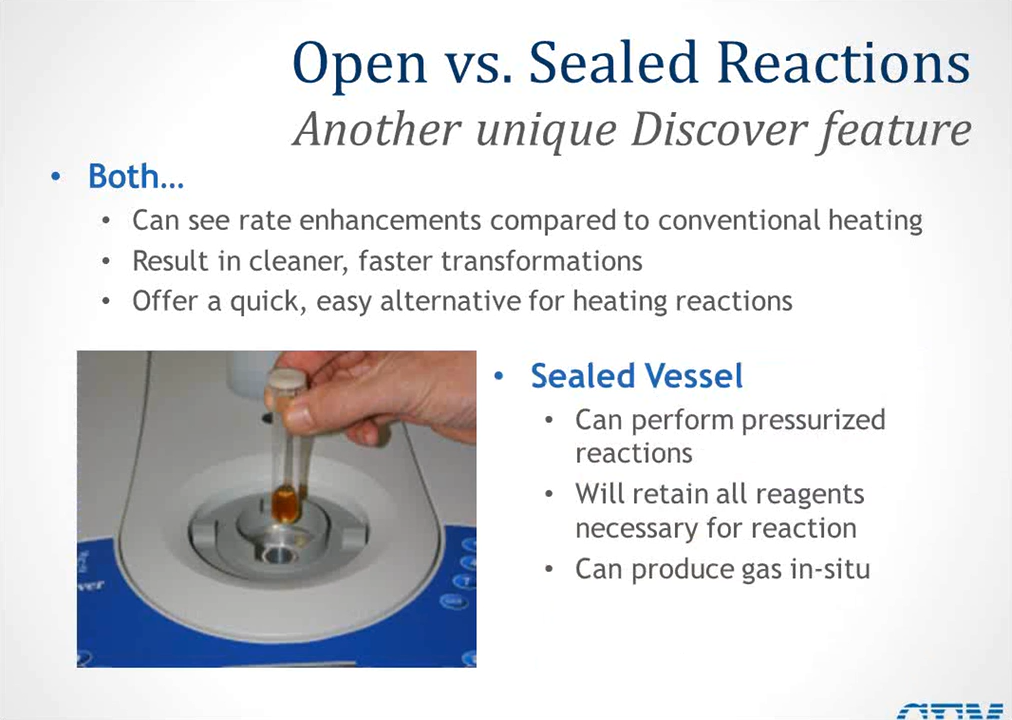 Open vs. Sealed Reactions
Another unique Discover feature
• Both…
• Can see rate enhancements compared to conventional heating
• Result in cleaner, faster transformations
• Offer a quick, easy alternative for heating reactions
• Sealed Vessel
• Can perform pressurized
reactions
• Will retain all reagents
necessary for reaction
• Can produce gas in-situ